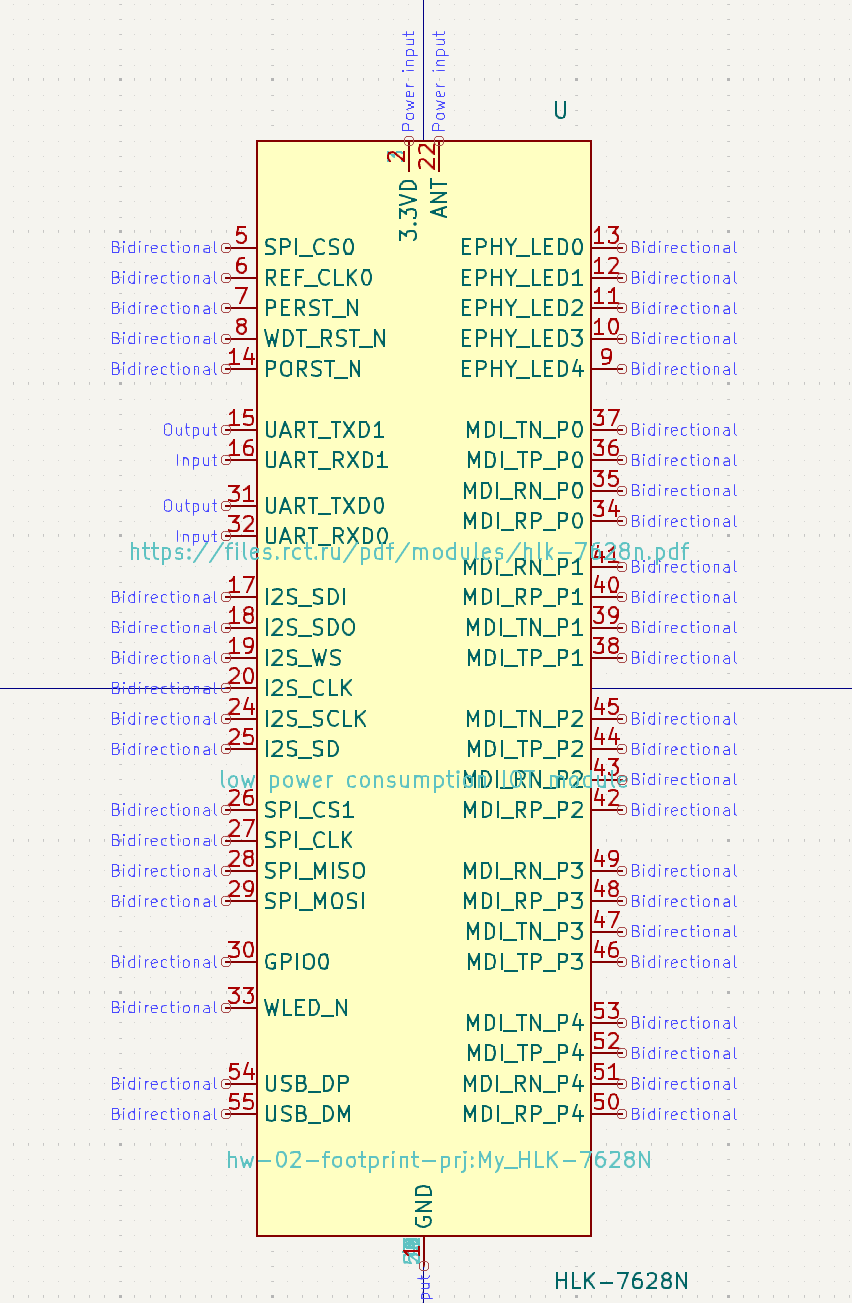 Power input
Power input
U
2
22
3.3VD
ANT
Bidirectional 5 SPI_CS0 EPHY_LED0 13 Bidirectional
Bidirectional 6 REF_CLK0 EPHY_LED1 12 Bidirectional
Bidirectional 7 PERST_N EPHY_LED2 11 Bidirectional
Bidirectional 8 WDT_RST_N EPHY_LED3 10 Bidirectional
Bidirectional 14 PORST_N EPHY_LED4 9 Bidirectional
Output 15 UART_TXD1 MDI_TN_P0 37 Bidirectional
Input 16 UART_RXD1 MDI_TP_P0 36 Bidirectional
MDI_RN_P0 35 Bidirectional
Output 31 UART_TXD0
MDI_RP_P0 34 Bidirectional
Input 32 UART_RXD0
https://files.rct.ru/pdf/modules/hlk-7628n.pdf
MDI_RN_P1 41 Bidirectional
Bidirectional 17 I2S_SDI MDI_RP_P1 40 Bidirectional
Bidirectional 18 I2S_SDO MDI_TN_P1 39 Bidirectional
Bidirectional 19 I2S_WS MDI_TP_P1 38 Bidirectional
Bidirectional 20 I2S_CLK
Bidirectional 24 I2S_SCLK MDI_TN_P2 45 Bidirectional
Bidirectional 25 I2S_SD MDI_TP_P2 44 Bidirectional
MDI_RN_P2 43 Bidirectional
low power consumption IOT module
Bidirectional 26 SPI_CS1 MDI_RP_P2 42 Bidirectional
Bidirectional 27 SPI_CLK
Bidirectional 28 SPI_MISO MDI_RN_P3 49 Bidirectional
Bidirectional 29 SPI_MOSI MDI_RP_P3 48 Bidirectional
MDI_TN_P3 47 Bidirectional
Bidirectional 30 GPIO0 MDI_TP_P3 46 Bidirectional
Bidirectional 33 WLED_N
MDI_TN_P4 53 Bidirectional
MDI_TP_P4 52 Bidirectional
Bidirectional 54 USB_DP MDI_RN_P4 51 Bidirectional
Bidirectional 55 USB_DM MDI_RP_P4 50 Bidirectional
hw-02-footprint-prj:My_HLK-7628N
GND
1
HLK-7628N